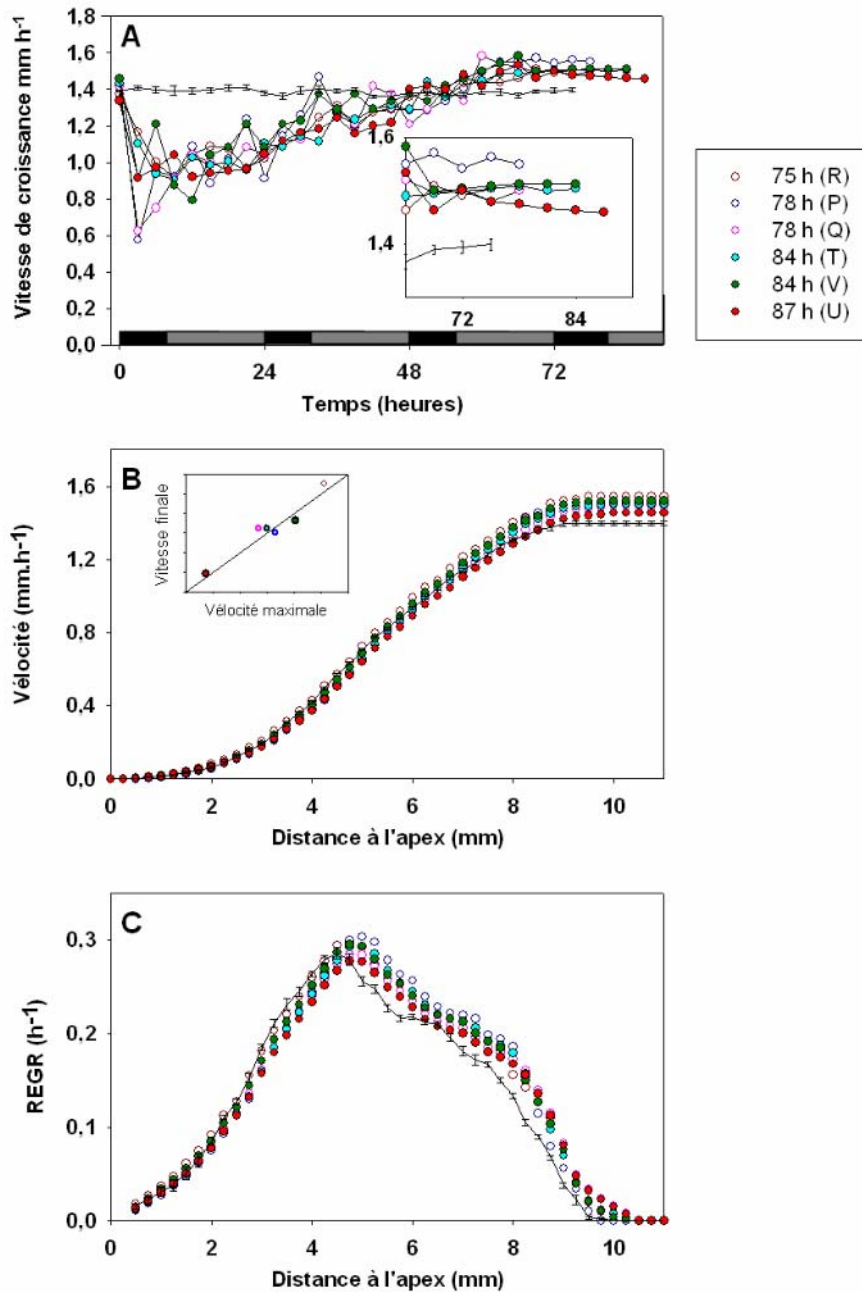 A
Vitesse de croissance mm h⁻¹
1,8
1,6
1,4
1,2
1,0
0,8
0,6
0,4
0,2
0,0
0
24
48
72
Temps (heures)
1,6
1,4
72
84
75 h (R)
78 h (P)
78 h (Q)
84 h (T)
84 h (V)
87 h (U)
B
Vélocité (mm.h⁻¹)
1,6
1,2
0,8
0,4
0,0
0
2
4
6
8
10
Distance à l'apex (mm)
Vitesse finale
Vélocité maximale
C
REGR (h⁻¹)
0.3
0,2
0,1
0,0
0
2
4
6
8
10
Distance à l'apex (mm)